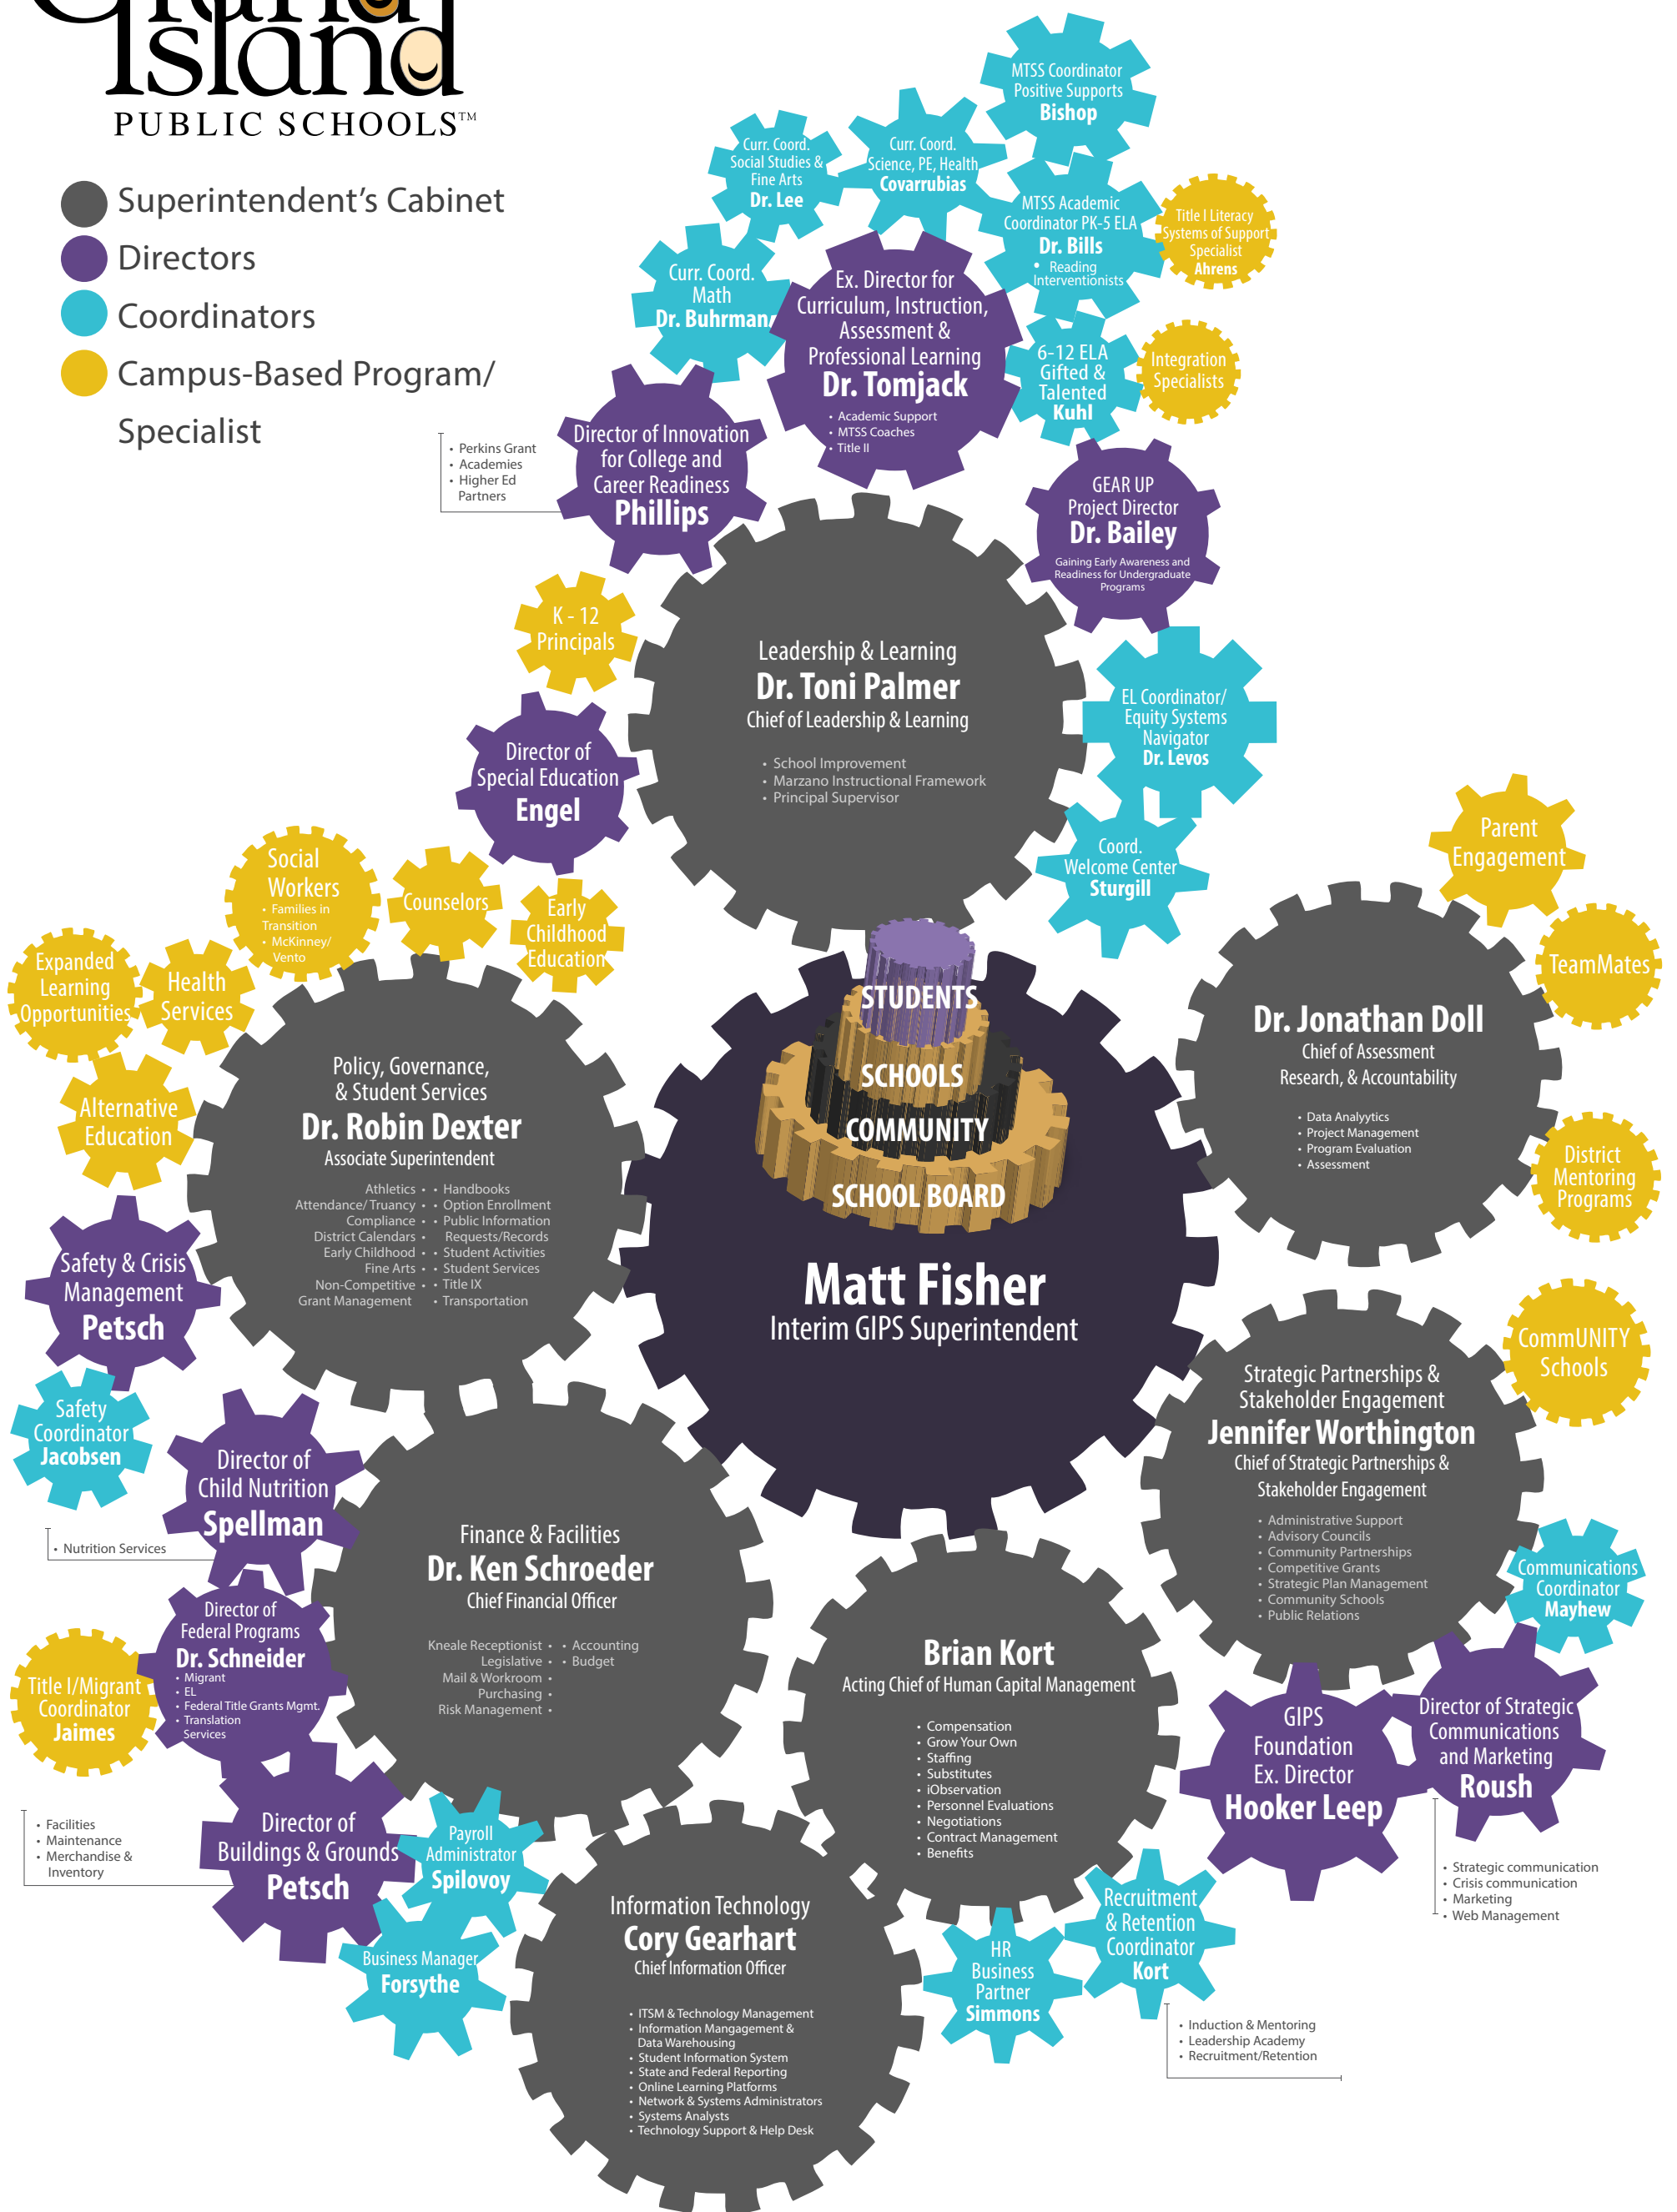 Grand
Island
PUBLIC SCHOOLS™
Superintendent's Cabinet
Directors
Coordinators
Campus-Based Program/
Specialist
MTSS Coordinator
Positive Supports
Bishop
Curr. Coord.
Social Studies &
Fine Arts
Dr. Lee
Curr. Coord.
Science, PE, Health
Covarrubias
MTSS Academic
Coordinator PK-5 ELA
Dr. Bills
• Reading
Interventionists
Title I Literacy
Systems of Support
Specialist
Ahrens
Curr. Coord.
Math
Dr. Buhrman
Ex. Director for
Curriculum, Instruction,
Assessment &
Professional Learning
Dr. Tomjack
• Academic Support
• MTSS Coaches
• Title II
6-12 ELA
Gifted &
Talented
Kuhl
Integration
Specialists
• Perkins Grant
• Academies
• Higher Ed
Partners
Director of Innovation
for College and
Career Readiness
Phillips
GEAR UP
Project Director
Dr. Bailey
Gaining Early Awareness and
Readiness for Undergraduate
Programs
K - 12
Principals
Leadership & Learning
Dr. Toni Palmer
Chief of Leadership & Learning
• School Improvement
• Marzano Instructional Framework
• Principal Supervisor
EL Coordinator/
Equity Systems
Navigator
Dr. Levos
Director of
Special Education
Engel
Coord.
Welcome Center
Sturgill
Parent
Engagement
Social
Workers
• Families in
Transition
• McKinney/
Vento
Counselors
Early
Childhood
Education
Expanded
Learning
Opportunities
Health
Services
TeamMates
Alternative
Education
Policy, Governance,
& Student Services
Dr. Robin Dexter
Associate Superintendent
Athletics • • Handbooks
Attendance/ Truancy • • Option Enrollment
Compliance • • Public Information
District Calendars • Requests/Records
Early Childhood • • Student Activities
Fine Arts • • Student Services
Non-Competitive • • Title IX
Grant Management • Transportation
STUDENTS
SCHOOLS
COMMUNITY
SCHOOL BOARD
Matt Fisher
Interim GIPS Superintendent
Dr. Jonathan Doll
Chief of Assessment
Research, & Accountability
• Data Analyytics
• Project Management
• Program Evaluation
• Assessment
District
Mentoring
Programs
Safety & Crisis
Management
Petsch
CommUNITY
Schools
Safety
Coordinator
Jacobsen
Director of
Child Nutrition
Spellman
• Nutrition Services
Strategic Partnerships &
Stakeholder Engagement
Jennifer Worthington
Chief of Strategic Partnerships &
Stakeholder Engagement
• Administrative Support
• Advisory Councils
• Community Partnerships
• Competitive Grants
• Strategic Plan Management
• Community Schools
• Public Relations
Communications
Coordinator
Mayhew
Finance & Facilities
Dr. Ken Schroeder
Chief Financial Officer
Kneale Receptionist • • Accounting
Legislative • • Budget
Mail & Workroom •
Purchasing •
Risk Management •
Director of
Federal Programs
Dr. Schneider
• Migrant
• EL
• Federal Title Grants Mgmt.
• Translation
Services
Title I/Migrant
Coordinator
Jaimes
Brian Kort
Acting Chief of Human Capital Management
• Compensation
• Grow Your Own
• Staffing
• Substitutes
• iObservation
• Personnel Evaluations
• Negotiations
• Contract Management
• Benefits
GIPS
Foundation
Ex. Director
Hooker Leep
Director of Strategic
Communications
and Marketing
Roush
• Strategic communication
• Crisis communication
• Marketing
• Web Management
• Facilities
• Maintenance
• Merchandise &
Inventory
Director of
Buildings & Grounds
Petsch
Payroll
Administrator
Spilovoy
Business Manager
Forsythe
Information Technology
Cory Gearhart
Chief Information Officer
• ITSM & Technology Management
• Information Mangagement &
Data Warehousing
• Student Information System
• State and Federal Reporting
• Online Learning Platforms
• Network & Systems Administrators
• Systems Analysts
• Technology Support & Help Desk
HR
Business
Partner
Simmons
Recruitment
& Retention
Coordinator
Kort
• Induction & Mentoring
• Leadership Academy
• Recruitment/Retention